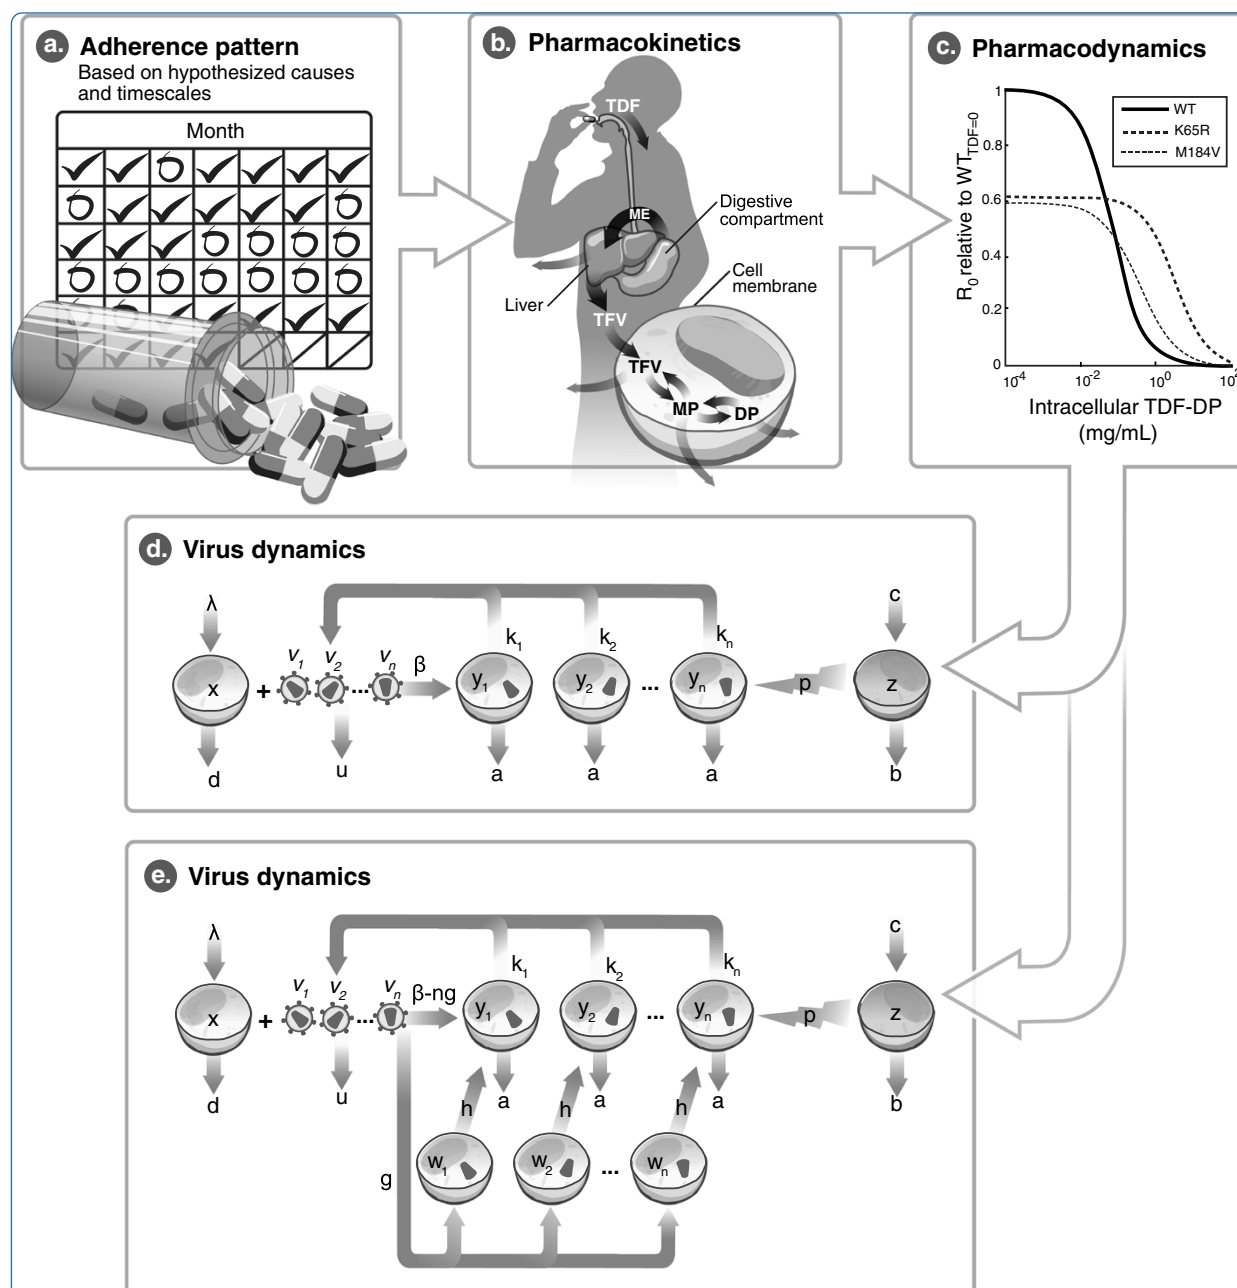 a. Adherence pattern
Based on hypothesized causes
and timescales
Month
b. Pharmacokinetics
TDF
ME
Digestive
compartment
Cell
membrane
Liver
TFV
TFV
MP
DP
c. Pharmacodynamics
R0 relative to WTTDF=0
1
0.8
0.6
0.4
0.2
0
10-4
10-2
100
102
WT
K65R
M184V
Intracellular TDF-DP
(mg/mL)
d. Virus dynamics
λ
c
k1
k2
kn
v1
v2
vn
β
x
+
...
y1
y2
...
yn
p
z
d
u
a
a
a
b
e. Virus dynamics
λ
c
k1
k2
kn
v1
v2
vn
β-ng
x
+
...
y1
y2
...
yn
p
z
d
u
a
a
a
b
h
h
h
g
w1
w2
...
wn